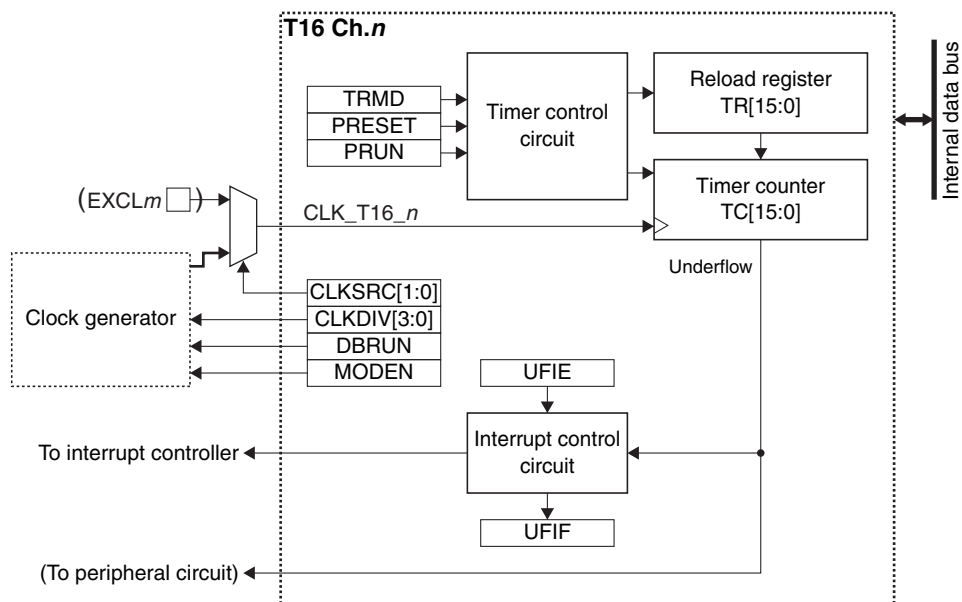 T16 Ch.n
TRMD
PRESET
PRUN
Timer control
circuit
Reload register
TR[15:0]
Timer counter
TC[15:0]
Internal data bus
(EXCLm )
CLK_T16_n
Underflow
Clock generator
CLKSRC[1:0]
CLKDIV[3:0]
DBRUN
MODEN
UFIE
Interrupt control
circuit
UFIF
To interrupt controller
(To peripheral circuit)